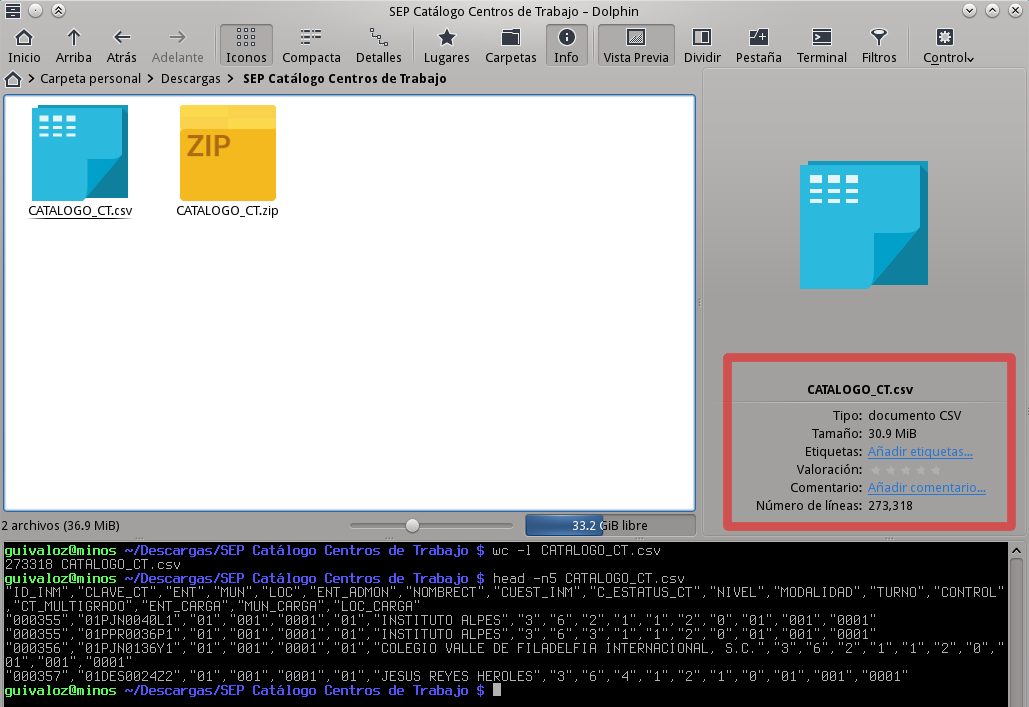 SEP Catálogo Centros de Trabajo – Dolphin
Inicio Arriba Atrás Adelante Iconos Compacta Detalles Lugares Carpetas Info Vista Previa Dividir Pestaña Terminal Filtros Control
> Carpeta personal > Descargas > SEP Catálogo Centros de Trabajo
ZIP
CATALOGO_CT.csv CATALOGO_CT.zip
CATALOGO_CT.csv
Tipo: documento CSV
Tamaño: 30.9 MiB
Etiquetas: Añadir etiquetas...
Valoración:
Comentario: Añadir comentario...
Número de líneas: 273,318
2 archivos (36.9 MiB) 33.2 GiB libre
guivaloz@minos ~/Descargas/SEP Catálogo Centros de Trabajo $ wc -l CATALOGO_CT.csv
273318 CATALOGO_CT.csv
guivaloz@minos ~/Descargas/SEP Catálogo Centros de Trabajo $ head -n5 CATALOGO_CT.csv
"ID_INM","CLAVE_CT","ENT","MUN","LOC","ENT_ADMON","NOMBRECT","CUEST_INM","C_ESTATUS_CT","NIVEL","MODALIDAD","TURNO","CONTROL"
,"CT_MULTIGRADO","ENT_CARGA","MUN_CARGA","LOC_CARGA"
"000355","01PJN0040L1","01","001","0001","01","INSTITUTO ALPES","3","6","2","1","1","2","0","01","001","0001"
"000355","01PPR0036P1","01","001","0001","01","INSTITUTO ALPES","3","6","3","1","1","2","0","01","001","0001"
"000356","01PJN0136Y1","01","001","0001","01","COLEGIO VALLE DE FILADELFIA INTERNACIONAL, S.C.","3","6","2","1","1","2","0","
01","001","0001"
"000357","01DES0024Z2","01","001","0001","01","JESUS REYES HEROLES","3","6","4","1","2","1","0","01","001","0001"
guivaloz@minos ~/Descargas/SEP Catálogo Centros de Trabajo $